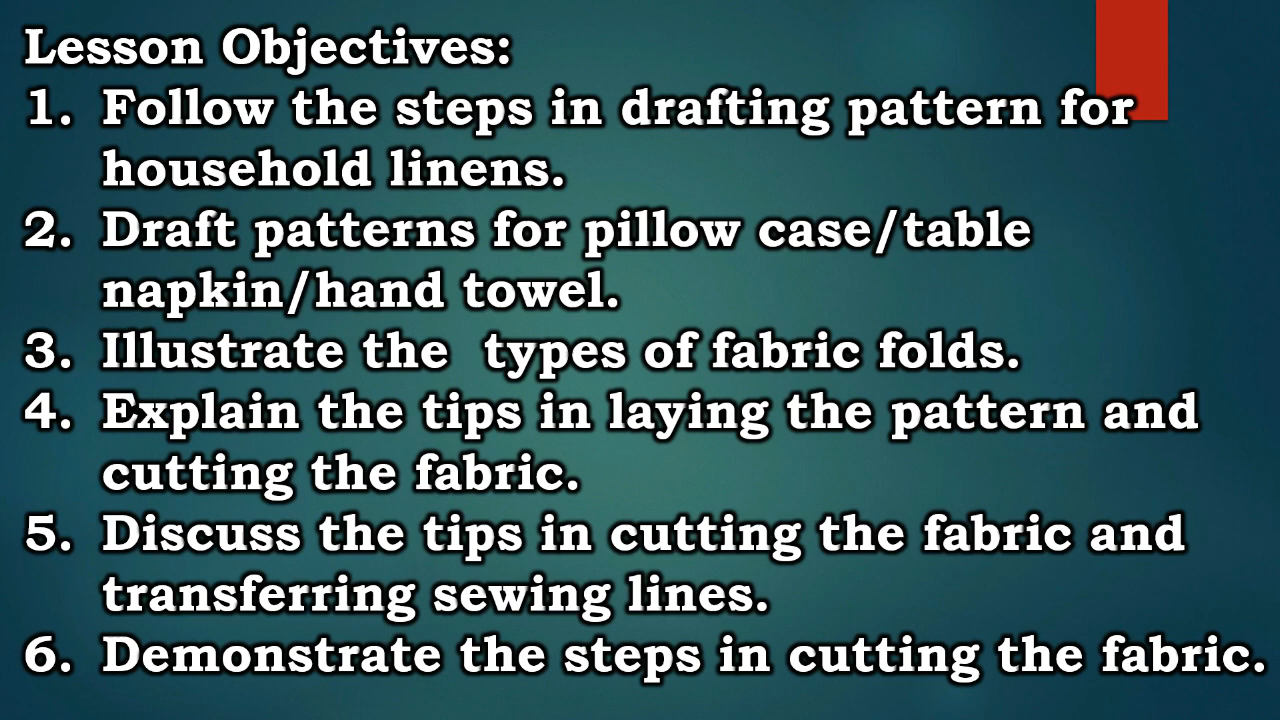 Lesson Objectives:
1. Follow the steps in drafting pattern for
household linens.
2. Draft patterns for pillow case/table
napkin/hand towel.
3. Illustrate the  types of fabric folds.
4. Explain the tips in laying the pattern and
cutting the fabric.
5. Discuss the tips in cutting the fabric and
transferring sewing lines.
6. Demonstrate the steps in cutting the fabric.